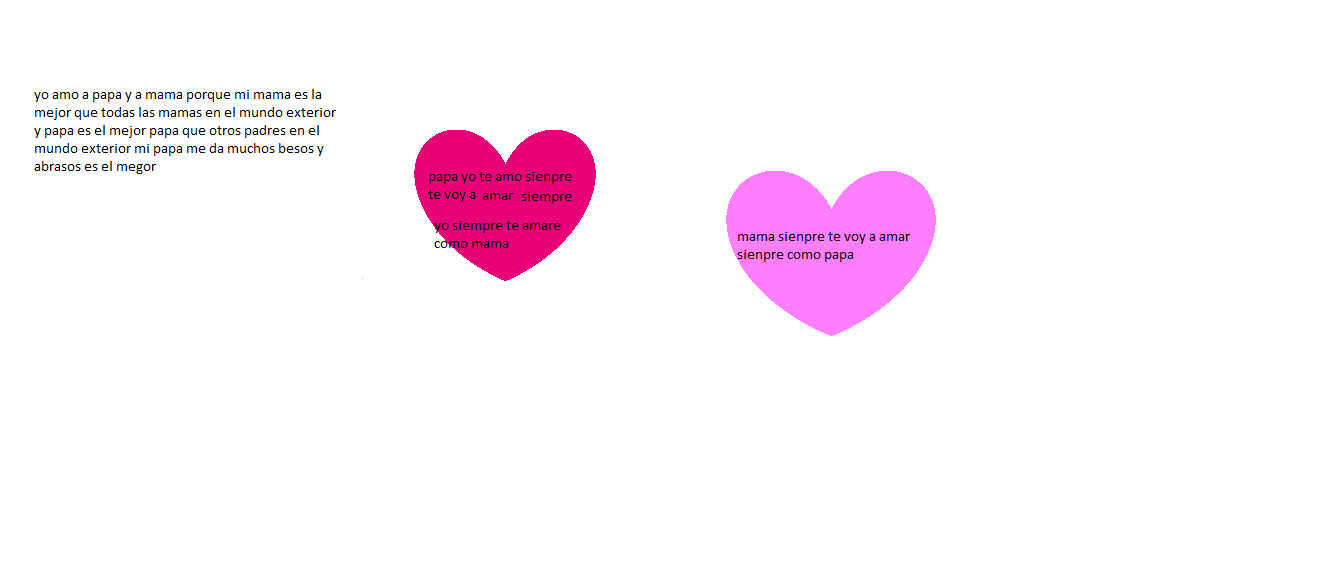 yo amo a papa y a mama porque mi mama es la
mejor que todas las mamas en el mundo exterior
y papa es el mejor papa que otros padres en el
mundo exterior mi papa me da muchos besos y
abrasos es el megor
papa yo te amo sienpre
te voy a amar siempre
yo siempre te amare
como mama
mama sienpre te voy a amar
sienpre como papa